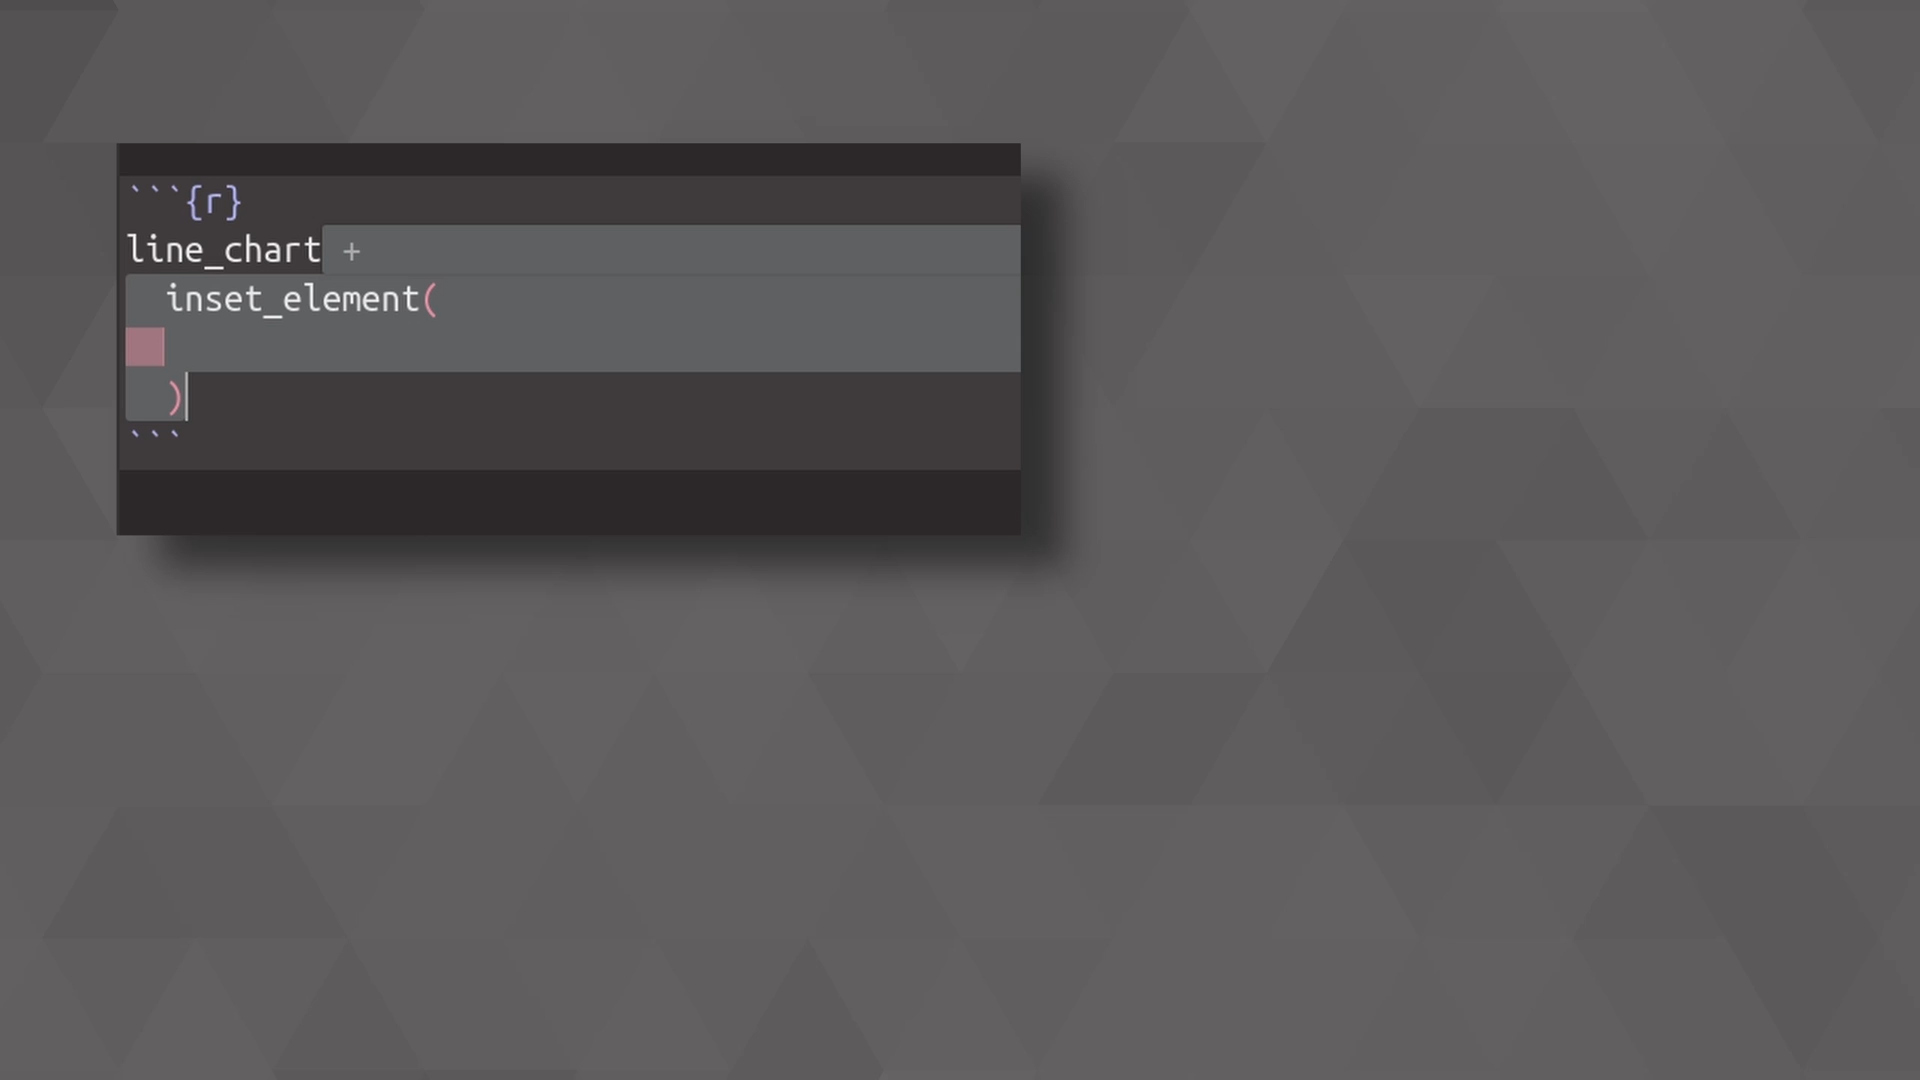 ```{r}
line_chart +
  inset_element(
  )
```